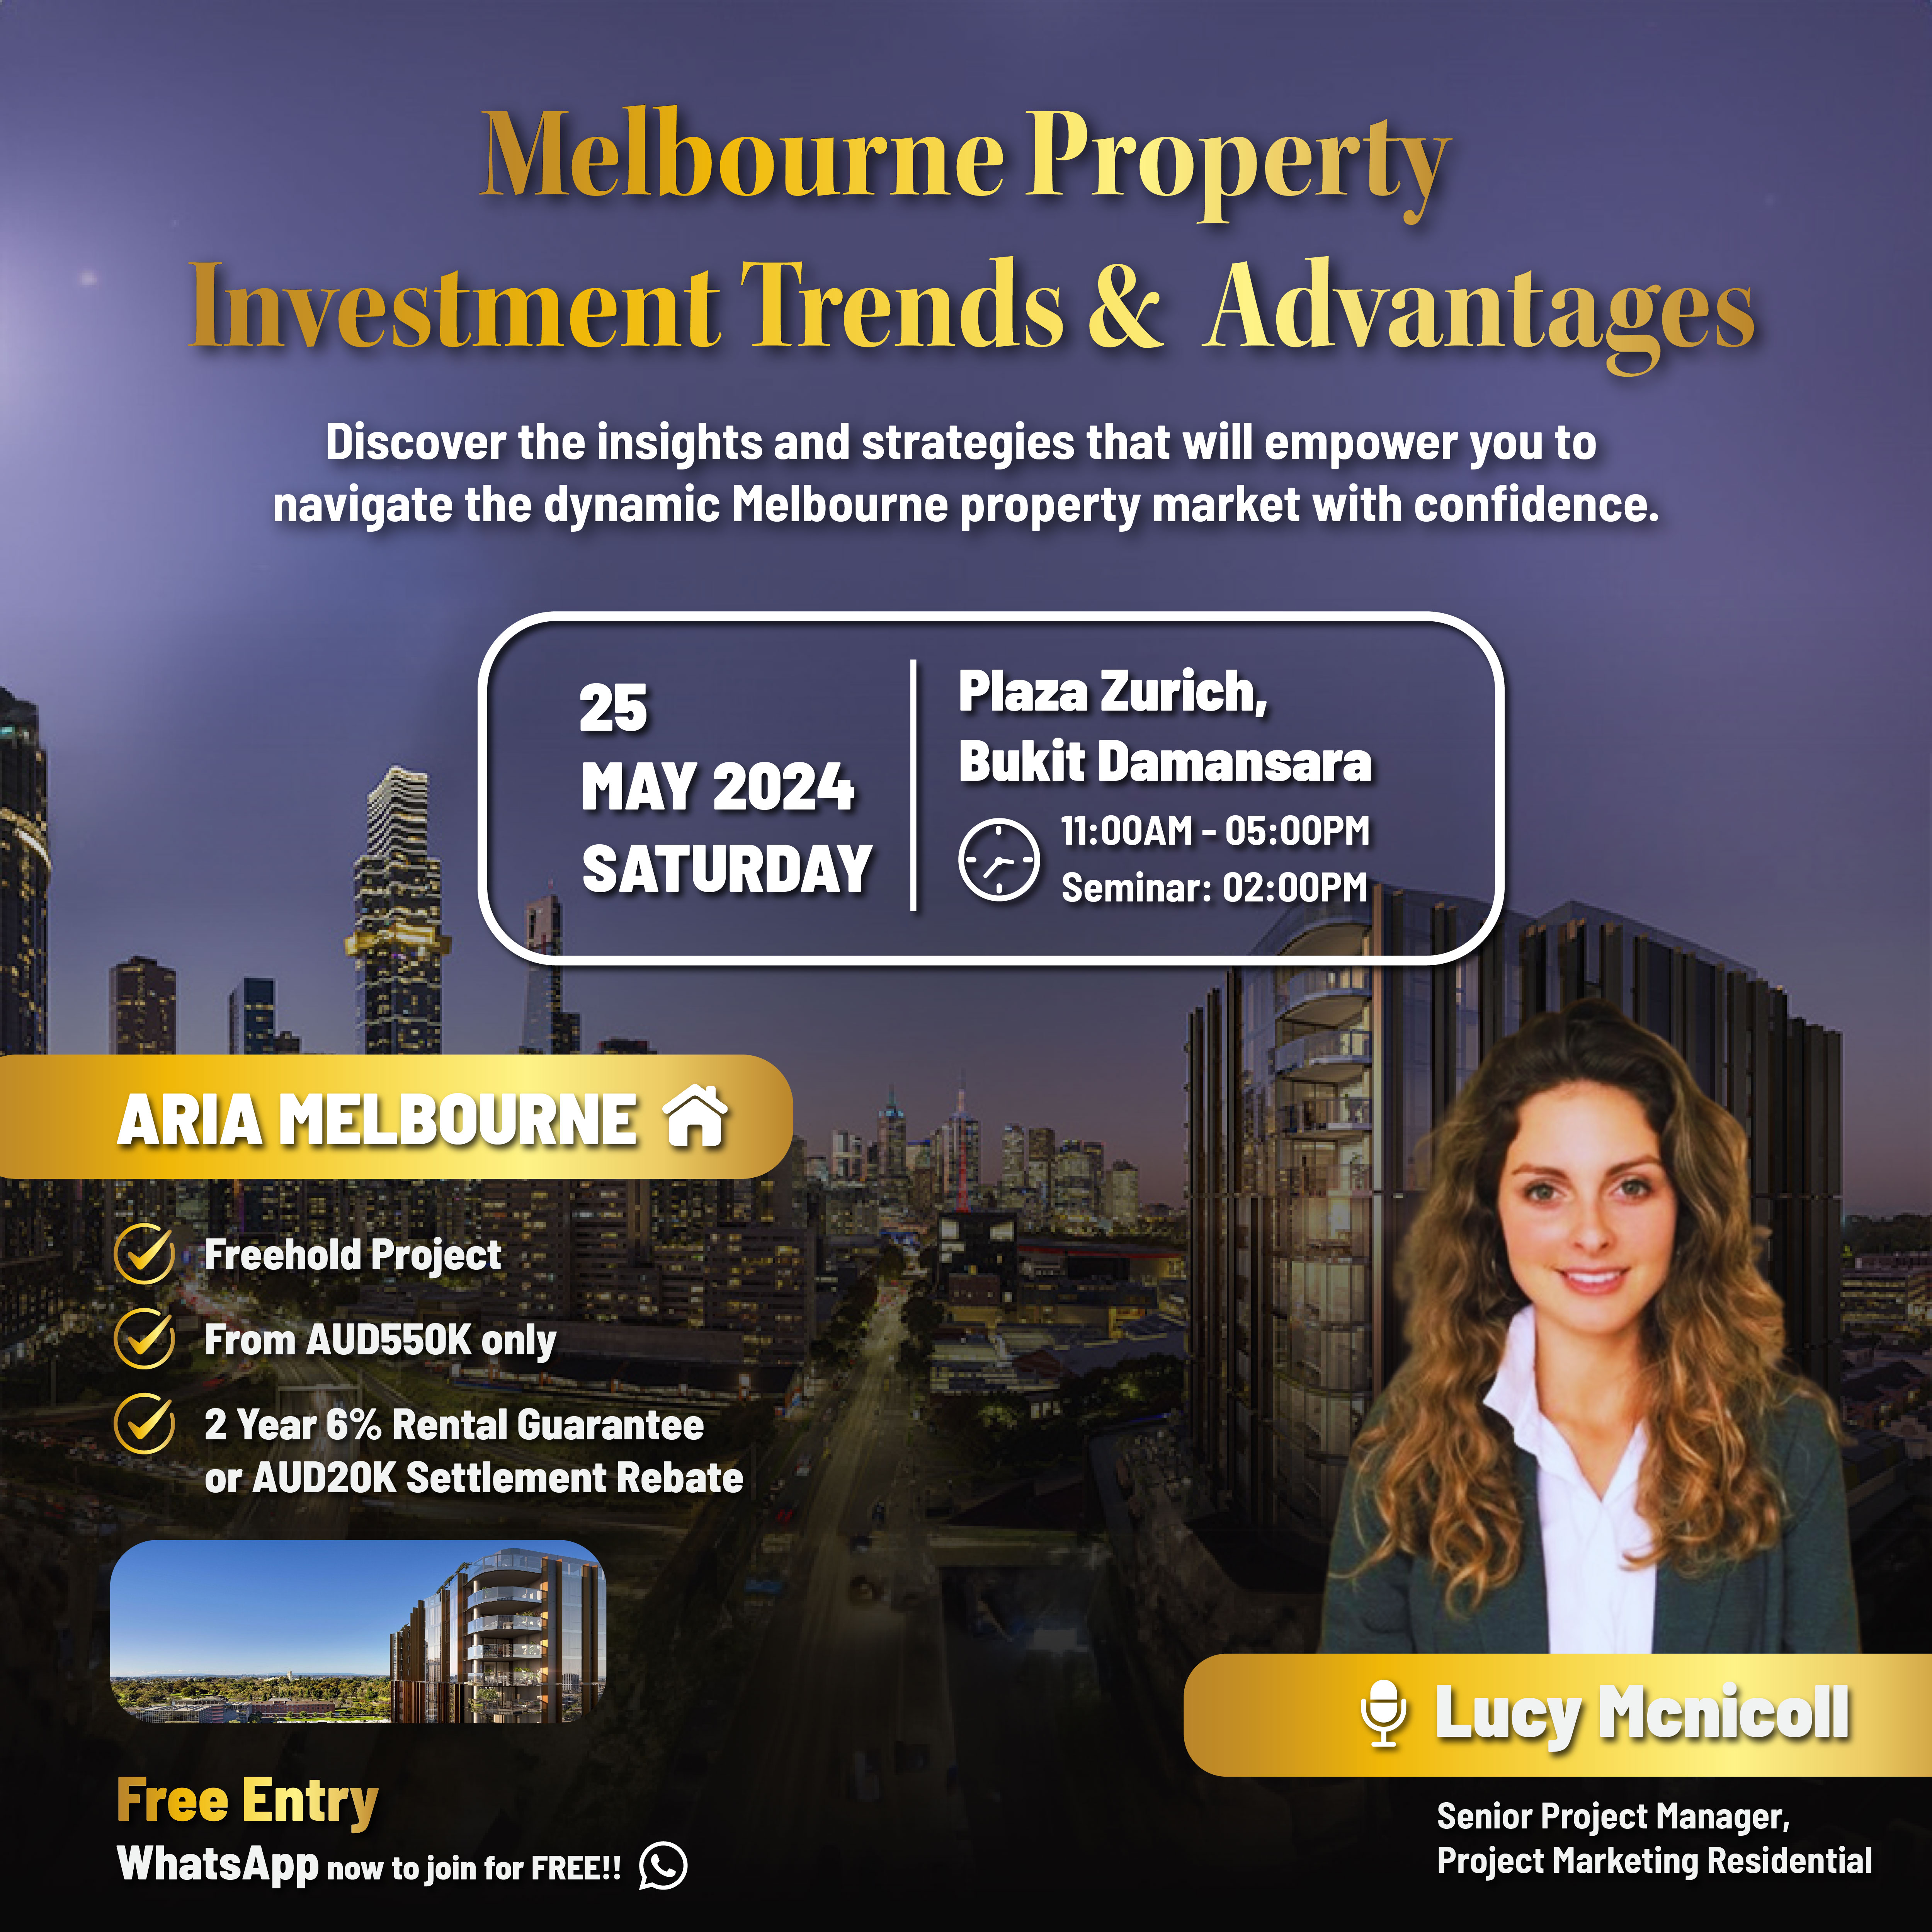 Melbourne Property
Investment Trends & Advantages
Discover the insights and strategies that will empower you to
navigate the dynamic Melbourne property market with confidence.
25
MAY 2024
SATURDAY
Plaza Zurich,
Bukit Damansara
11:00AM - 05:00PM
Seminar: 02:00PM
ARIA MELBOURNE
Freehold Project
From AUD550K only
2 Year 6% Rental Guarantee
or AUD20K Settlement Rebate
Free Entry
WhatsApp now to join for FREE!!
Lucy Mcnicoll
Senior Project Manager,
Project Marketing Residential